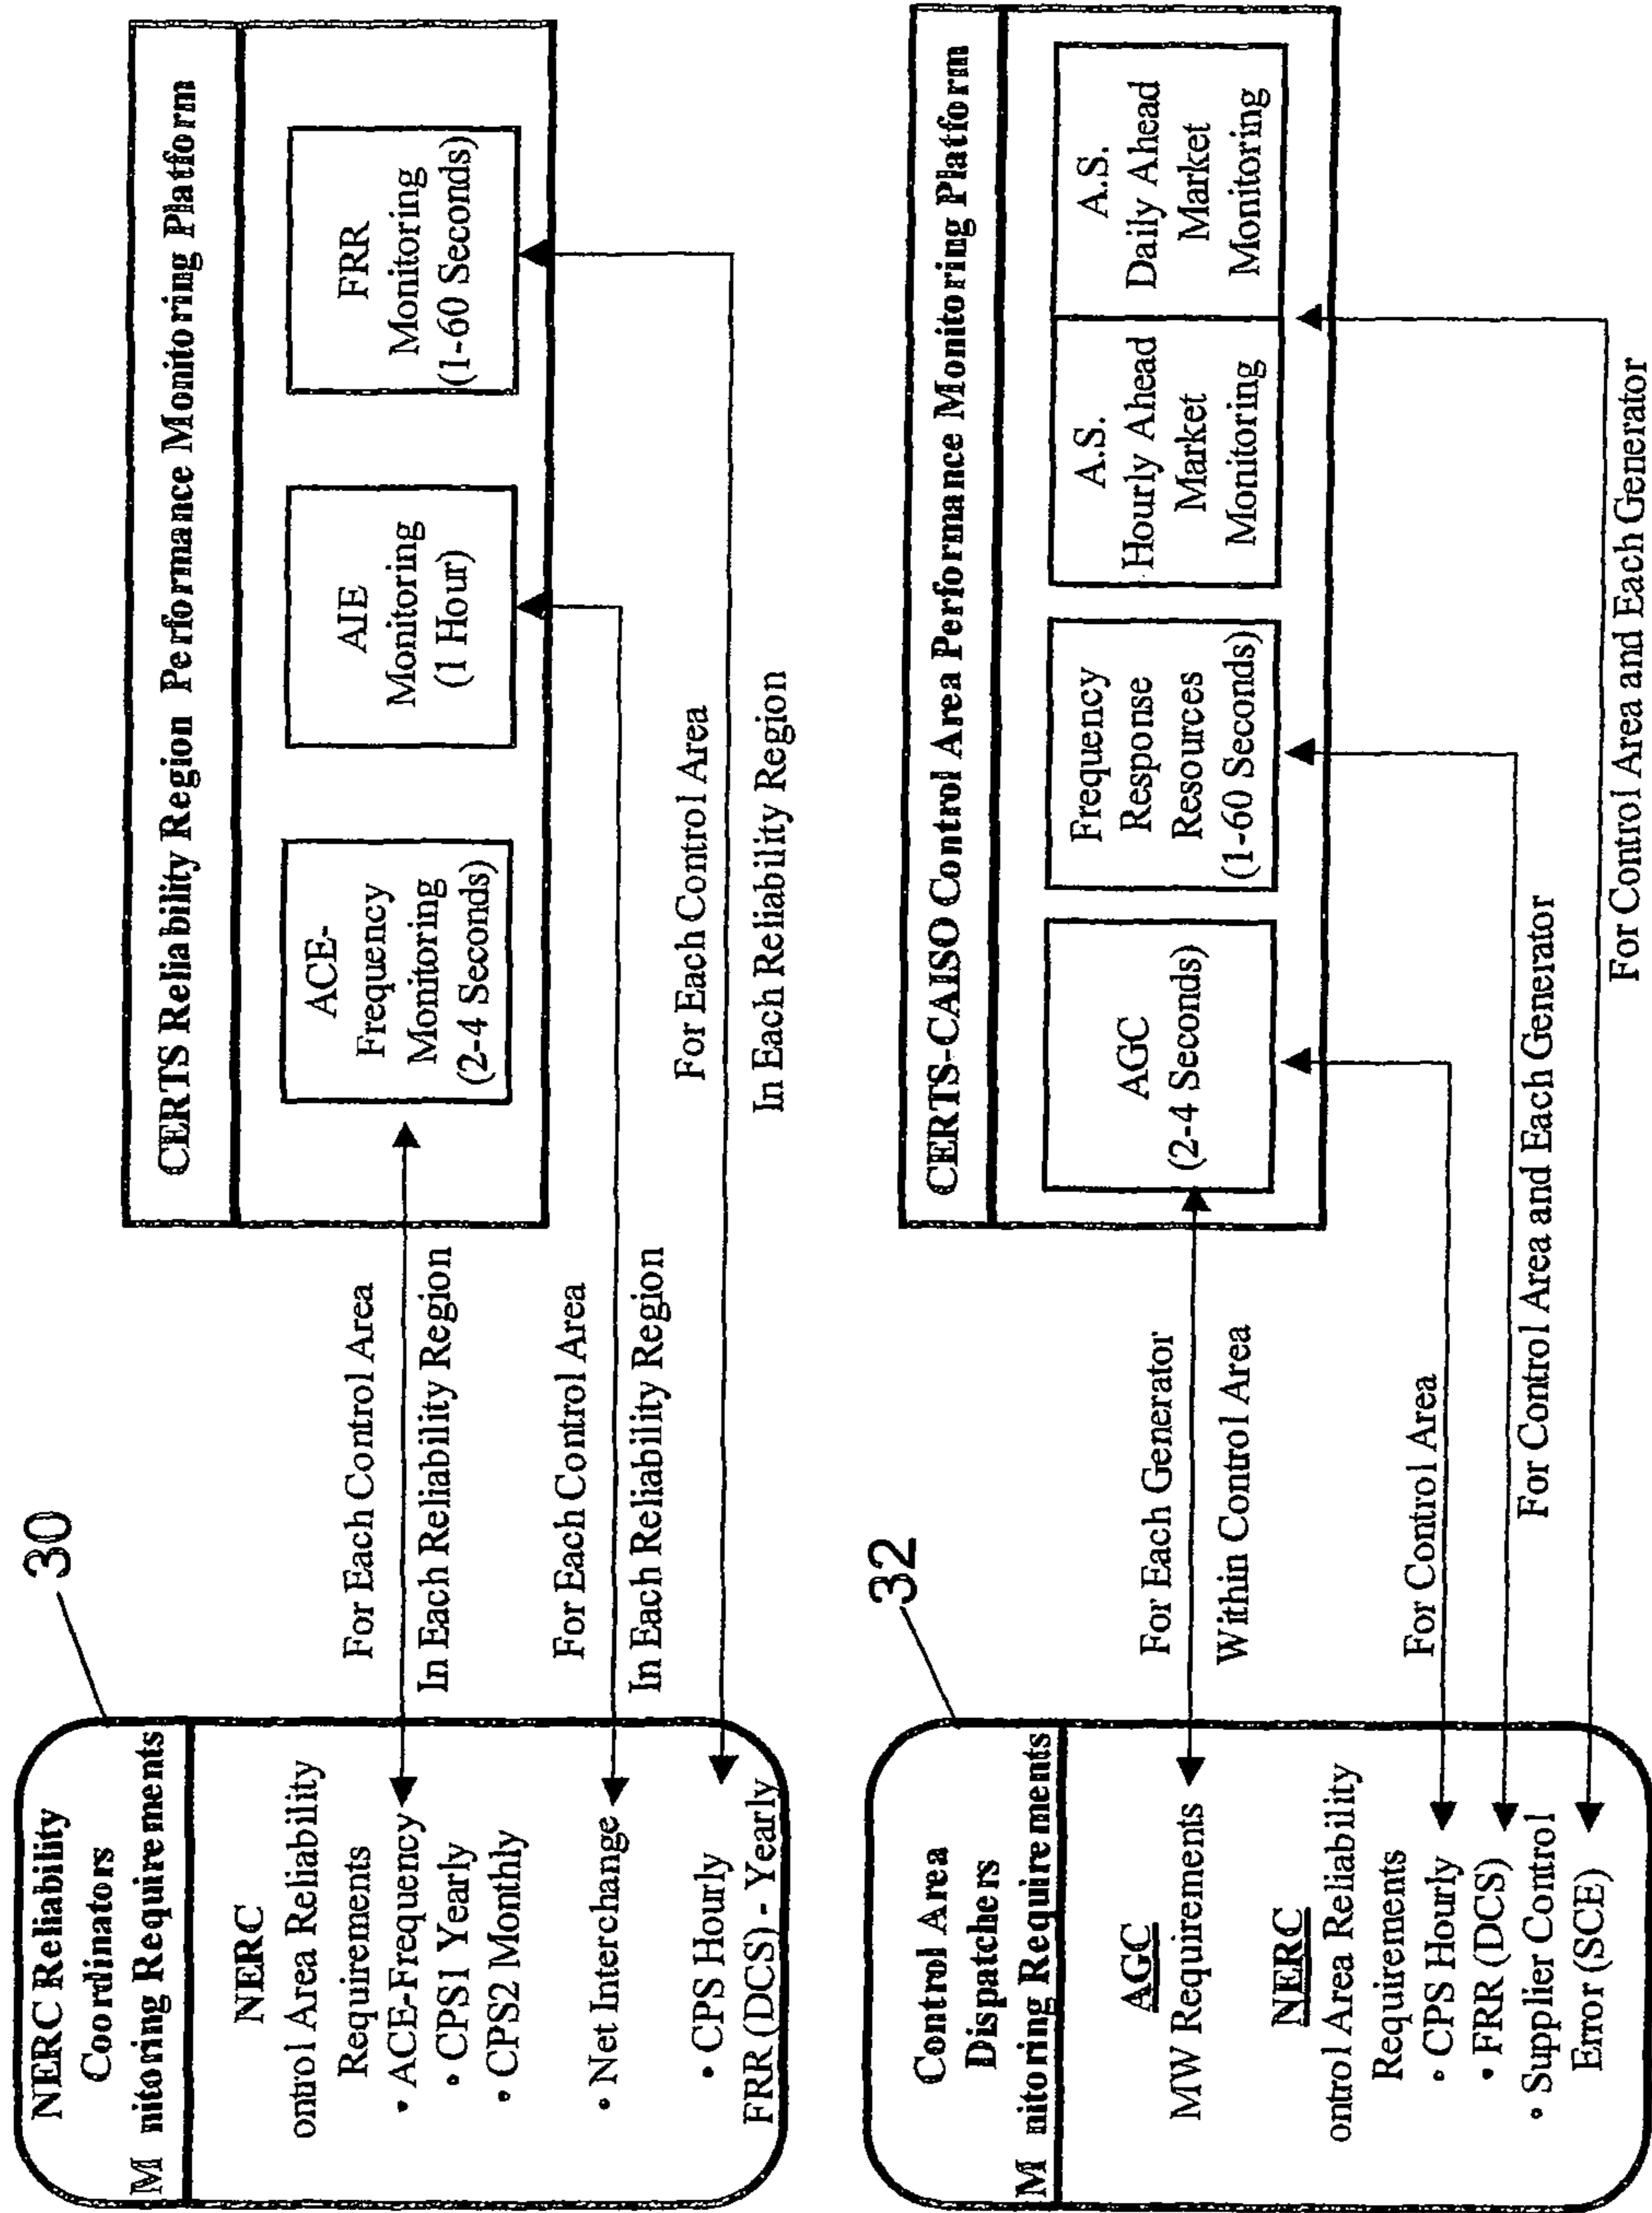 30
NERC Reliability
Coordinators
M nitoring Requirements
NERC
ontrol Area Reliability
Requirements
• ACE-Frequency
• CPS1 Yearly
• CPS2 Monthly
• Net Interchange
• CPS Hourly
FRR (DCS) - Yearly
For Each Control Area
In Each Reliability Region
For Each Control Area
In Each Reliability Region
For Each Control Area
In Each Reliability Region
CERTS Reliability Region Performance Monitoring Platform
ACE-
Frequency
Monitoring
(2-4 Seconds)
AIE
Monitoring
(1 Hour)
FRR
Monitoring
(1-60 Seconds)
32
Control Area
Dispatchers
M nitoring Requirements
AGC
MW Requirements
NERC
ontrol Area Reliability
Requirements
• CPS Hourly
• FRR (DCS)
• Supplier Control
Error (SCE)
For Each Generator
Within Control Area
For Control Area
For Control Area and Each Generator
For Control Area and Each Generator
CERTS-CAISO Control Area Performance Monitoring Platform
AGC
(2-4 Seconds)
Frequency
Response
Resources
(1-60 Seconds)
A.S.
Hourly Ahead
Market
Monitoring
A.S.
Daily Ahead
Market
Monitoring